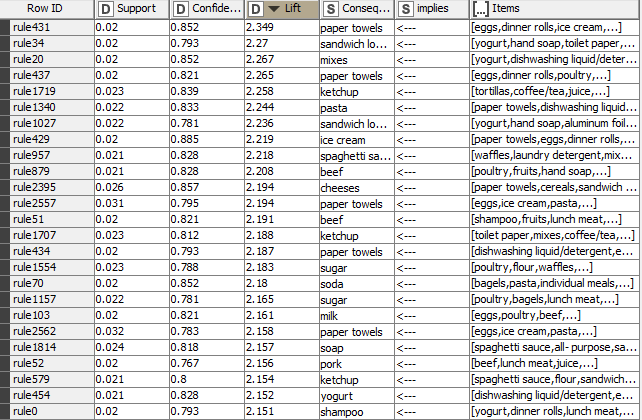 Row ID D Support D Confide... D Lift S Conseq... S implies [...] Items
rule431 0.02 0.852 2.349 paper towels <--- [eggs,dinner rolls,ice cream,...]
rule34 0.02 0.793 2.27 sandwich lo... <--- [yogurt,hand soap,toilet paper,...
rule20 0.02 0.852 2.267 mixes <--- [yogurt,dishwashing liquid/deter...
rule437 0.02 0.821 2.265 paper towels <--- [eggs,dinner rolls,poultry,...]
rule1719 0.023 0.839 2.258 ketchup <--- [tortillas,coffee/tea,juice,...]
rule1340 0.022 0.833 2.244 pasta <--- [paper towels,dishwashing liquid...
rule1027 0.022 0.781 2.236 sandwich lo... <--- [yogurt,hand soap,aluminum foil...
rule429 0.02 0.885 2.219 ice cream <--- [paper towels,eggs,dinner rolls,...
rule957 0.021 0.828 2.218 spaghetti sa... <--- [waffles,laundry detergent,mix...
rule879 0.021 0.828 2.208 beef <--- [poultry,fruits,hand soap,...]
rule2395 0.026 0.857 2.194 cheeses <--- [paper towels,cereals,sandwich ...
rule2557 0.031 0.795 2.194 paper towels <--- [eggs,ice cream,pasta,...]
rule51 0.02 0.821 2.191 beef <--- [shampoo,fruits,lunch meat,...]
rule1707 0.023 0.812 2.188 ketchup <--- [toilet paper,mixes,coffee/tea,...
rule434 0.02 0.793 2.187 paper towels <--- [dishwashing liquid/detergent,e...
rule1554 0.023 0.788 2.183 sugar <--- [poultry,flour,waffles,...]
rule70 0.02 0.852 2.18 soda <--- [bagels,pasta,individual meals,...]
rule1157 0.022 0.781 2.165 sugar <--- [poultry,bagels,lunch meat,...]
rule103 0.02 0.821 2.161 milk <--- [eggs,poultry,beef,...]
rule2562 0.032 0.783 2.158 paper towels <--- [eggs,ice cream,pasta,...]
rule1814 0.024 0.818 2.157 soap <--- [spaghetti sauce,all- purpose,sa...
rule52 0.02 0.767 2.156 pork <--- [beef,lunch meat,juice,...]
rule579 0.021 0.8 2.154 ketchup <--- [spaghetti sauce,flour,sandwich...
rule454 0.021 0.828 2.152 yogurt <--- [dishwashing liquid/detergent,e...
rule0 0.02 0.793 2.151 shampoo <--- [yogurt,dinner rolls,lunch meat,...